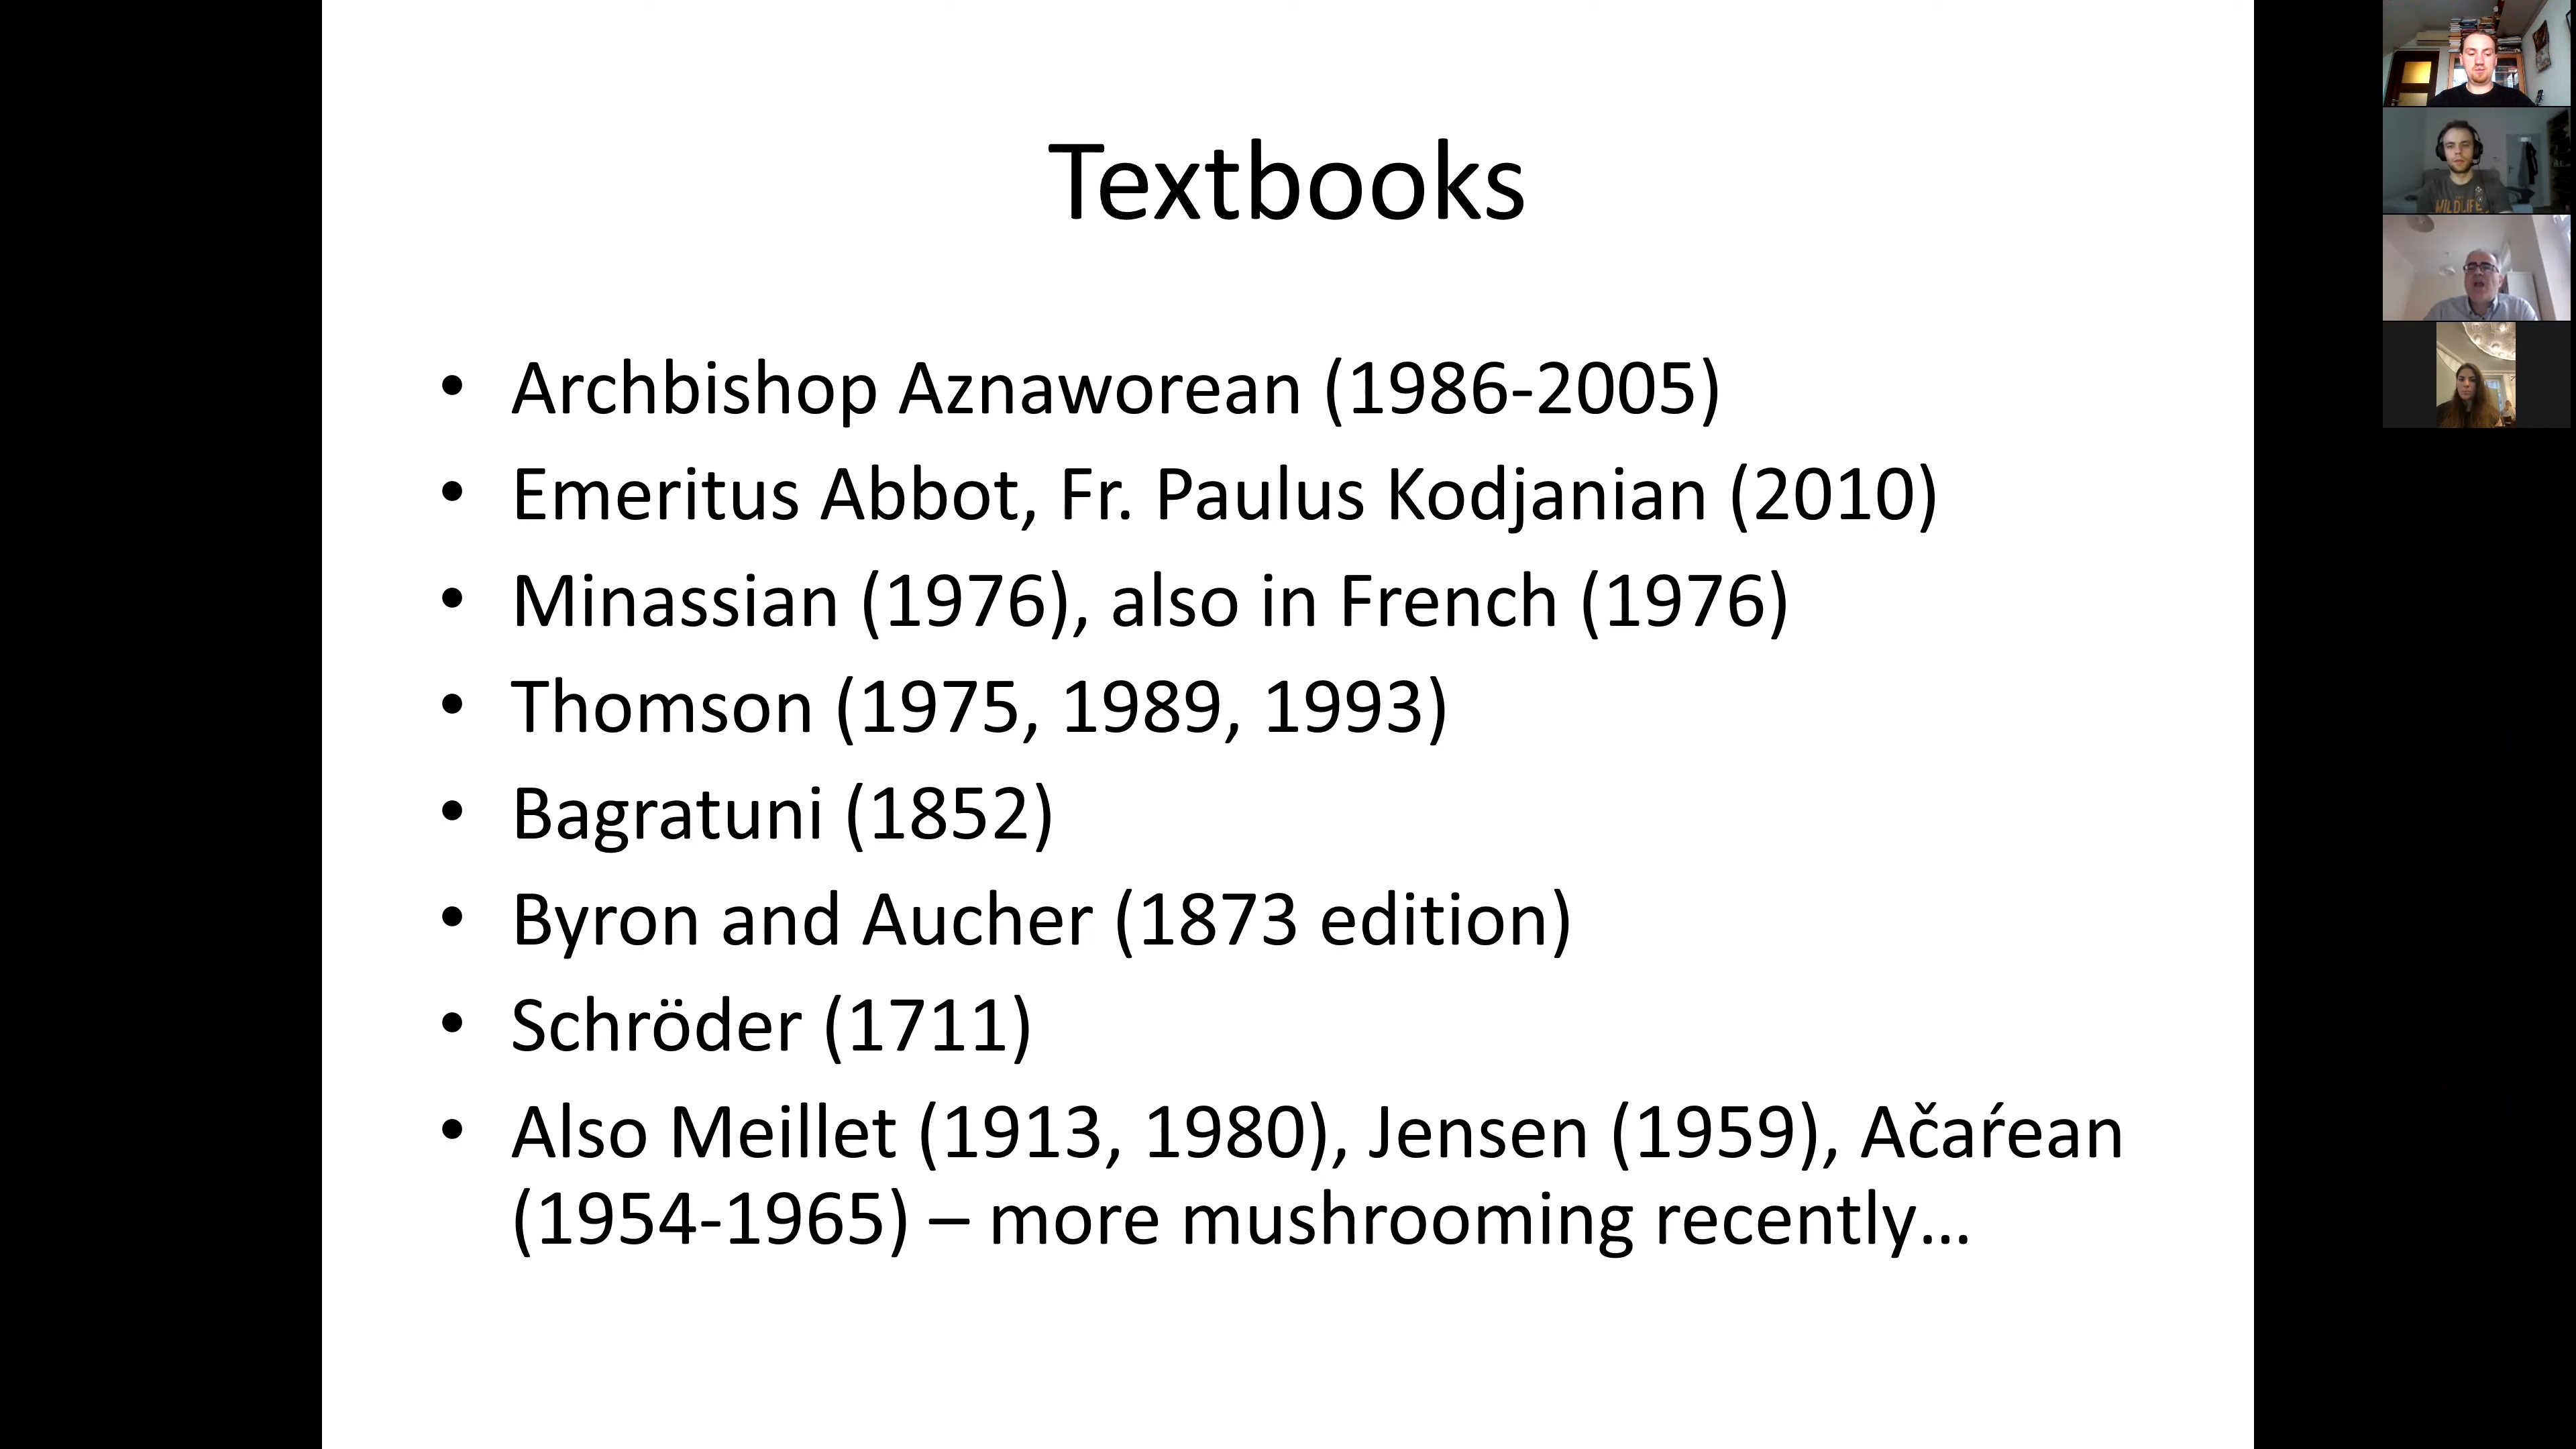 Textbooks
• Archbishop Aznaworean (1986-2005)
• Emeritus Abbot, Fr. Paulus Kodjanian (2010)
• Minassian (1976), also in French (1976)
• Thomson (1975, 1989, 1993)
• Bagratuni (1852)
• Byron and Aucher (1873 edition)
• Schröder (1711)
• Also Meillet (1913, 1980), Jensen (1959), Ačaŕean
(1954-1965) – more mushrooming recently…
WILDLIFE